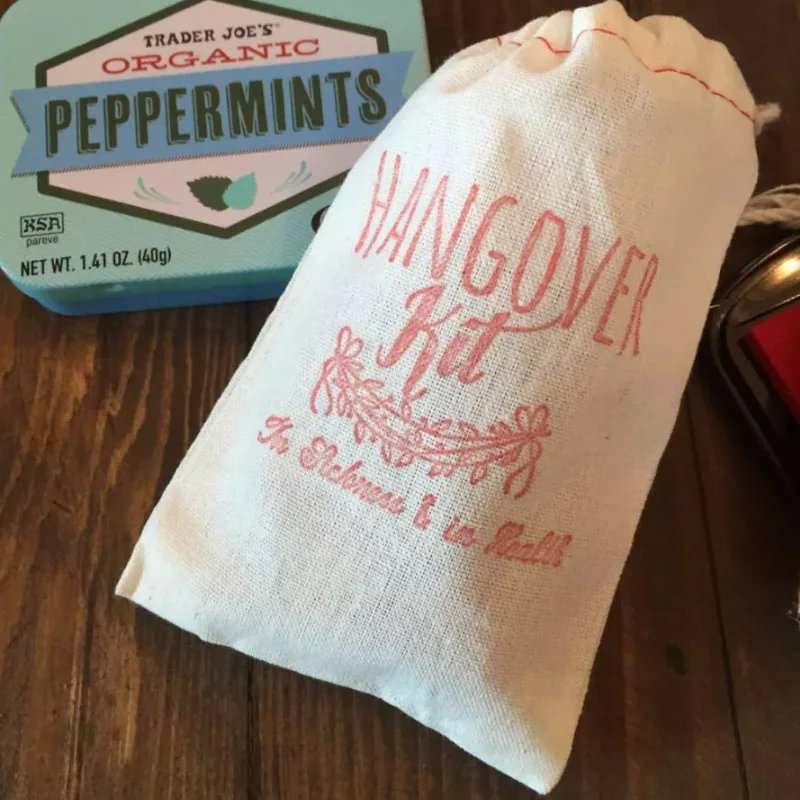 TRADER JOE'S
ORGANIC
PEPPERMINTS
KSA
pareve
NET WT. 1.41 OZ. (40g)
HANGOVER
Kit
In Sickness & in Health